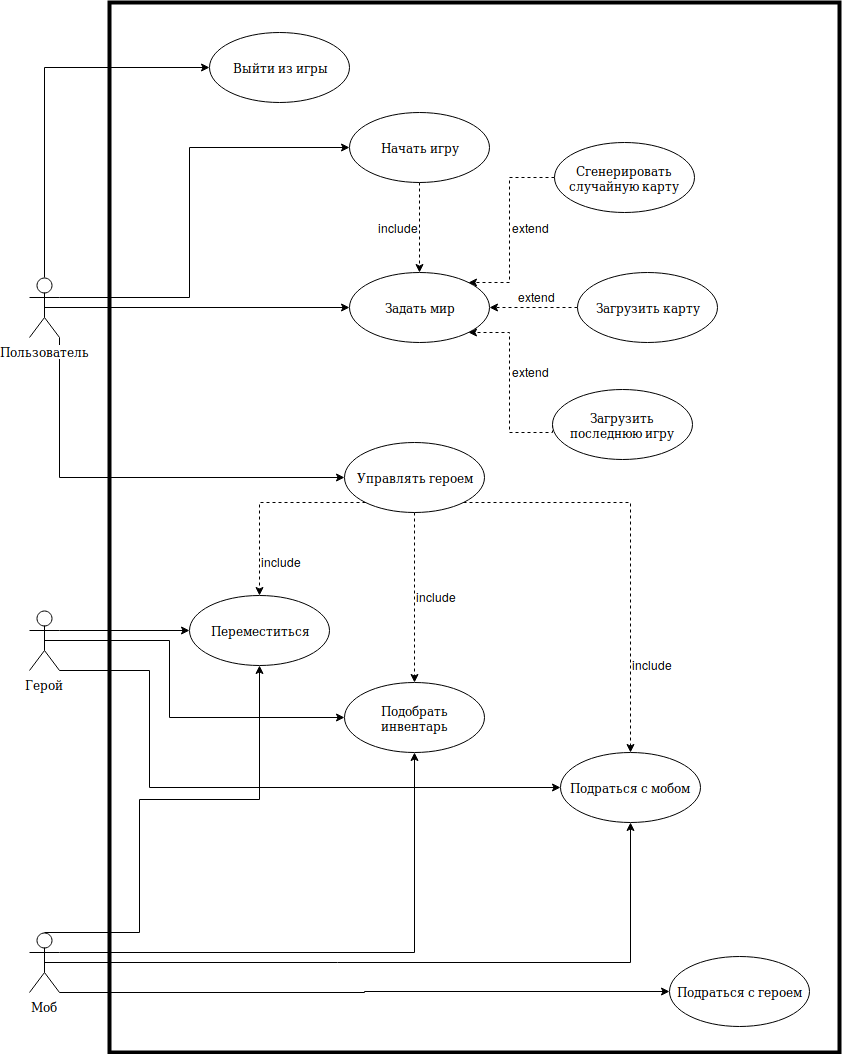 Выйти из игры
Начать игру
Сгенерировать
случайную карту
include
extend
extend
Задать мир
Загрузить карту
Пользователь
extend
Загрузить
последнюю игру
Управлять героем
include
include
Переместиться
include
Герой
Подобрать
инвентарь
Подраться с мобом
Подраться с героем
Моб